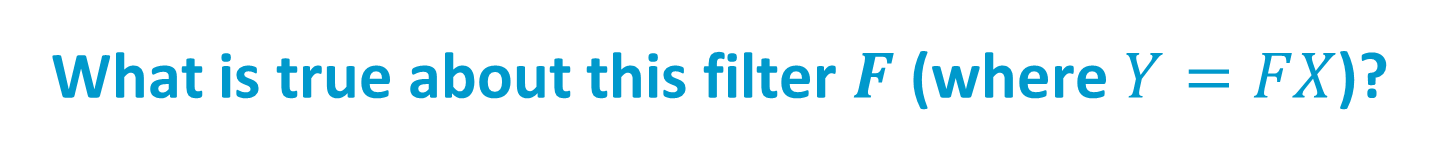 What is true about this filter F (where Y = FX)?